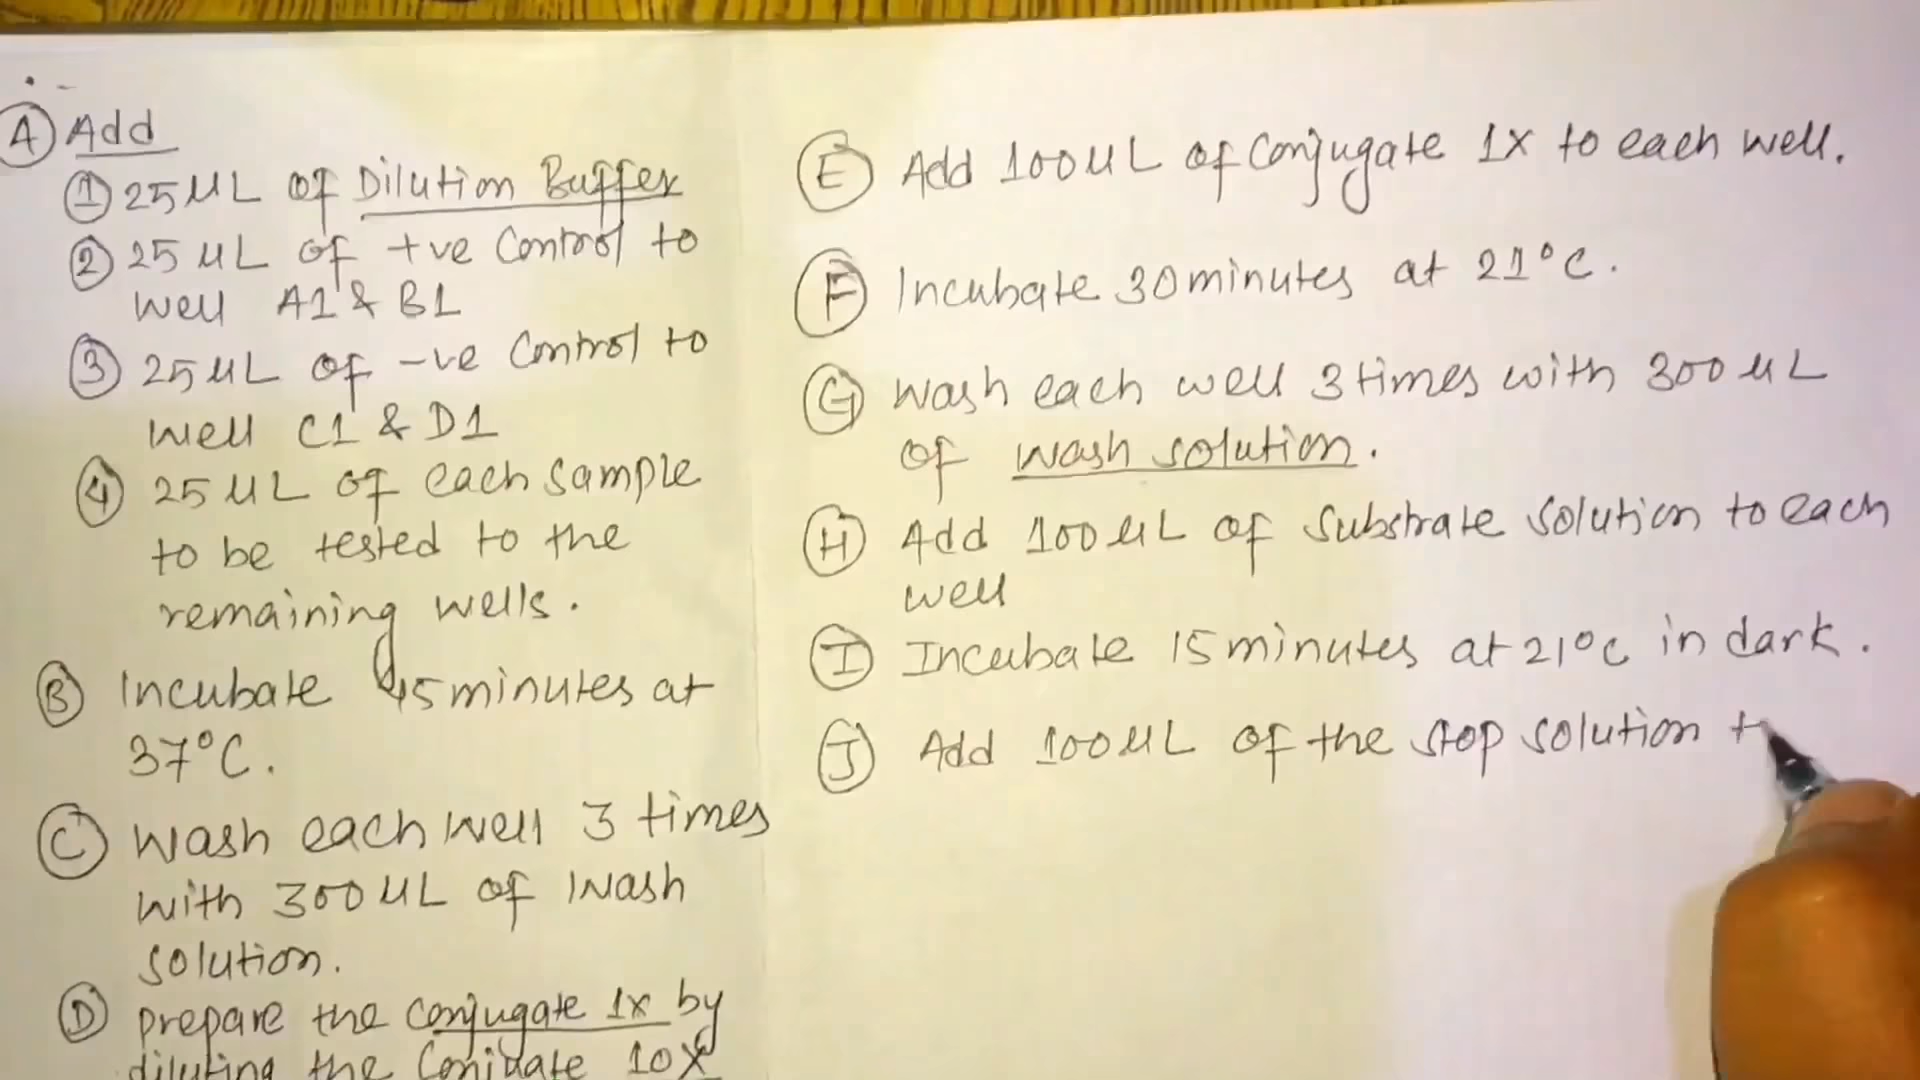 A Add
1 25 µL of Dilution Buffer
2 25 µL of +ve Control to
well A1 & B1
3 25 µL of -ve Control to
well C1 & D1
4 25 µL of each sample
to be tested to the
remaining wells.
B Incubate 45 minutes at
37°C.
C Wash each well 3 times
with 300 µL of Wash
solution.
D prepare the Conjugate 1x by
diluting the Conjugate 10X
E Add 100 µL of Conjugate 1X to each well.
F Incubate 30 minutes at 21°C.
G Wash each well 3 times with 300 µL
of wash solution.
H Add 100 µL of Substrate solution to each
well
I Incubate 15 minutes at 21°C in dark.
J Add 100 µL of the stop solution t